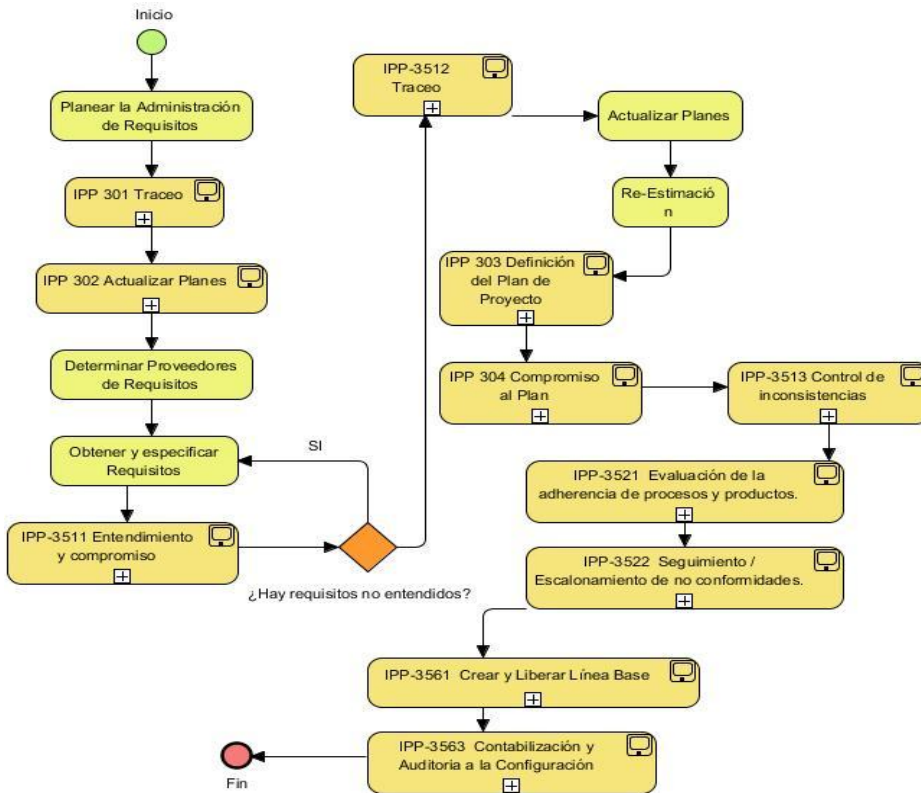 Inicio
Planear la Administración
de Requisitos
IPP 301 Traceo
IPP 302 Actualizar Planes
Determinar Proveedores
de Requisitos
Obtener y especificar
Requisitos
SI
IPP-3511 Entendimiento
y compromiso
¿Hay requisitos no entendidos?
IPP-3512
Traceo
Actualizar Planes
Re-Estimació
n
IPP 303 Definición
del Plan de
Proyecto
IPP 304 Compromiso
al Plan
IPP-3513 Control de
inconsistencias
IPP-3521 Evaluación de la
adherencia de procesos y productos.
IPP-3522 Seguimiento /
Escalonamiento de no conformidades.
IPP-3561 Crear y Liberar Línea Base
IPP-3563 Contabilización y
Auditoría a la Configuración
Fin